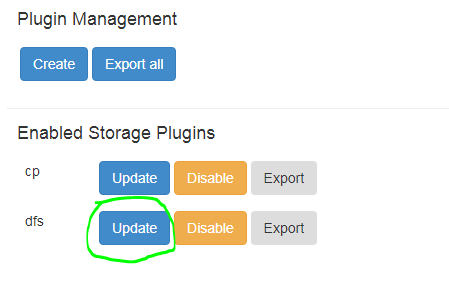 Plugin Management
Create Export all
Enabled Storage Plugins
cp Update Disable Export
dfs Update Disable Export